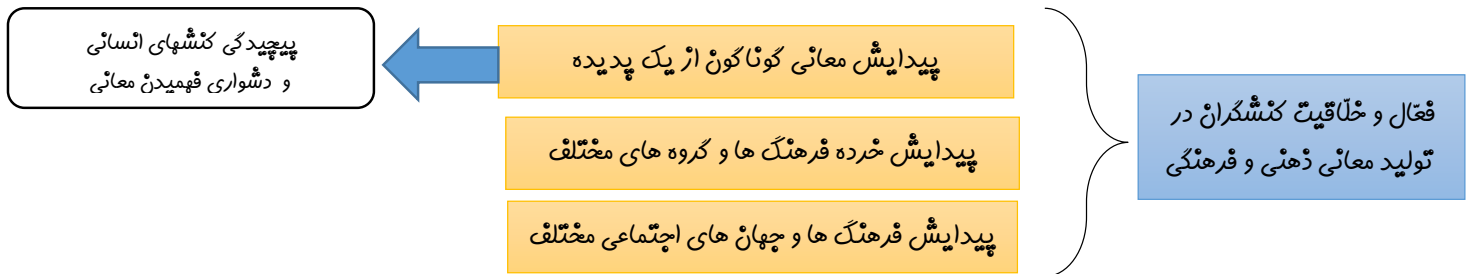 فعّال و خلّاقیت کنشگران در
تولید معانی ذهنی و فرهنگی
پیدایش معانی گوناگون از یک پدیده
پیدایش خرده فرهنگ ها و گروه های مختلف
پیدایش فرهنگ ها و جهان های اجتماعی مختلف
پیچیدگی کنشهای انسانی
و دشواری فهمیدن معانی